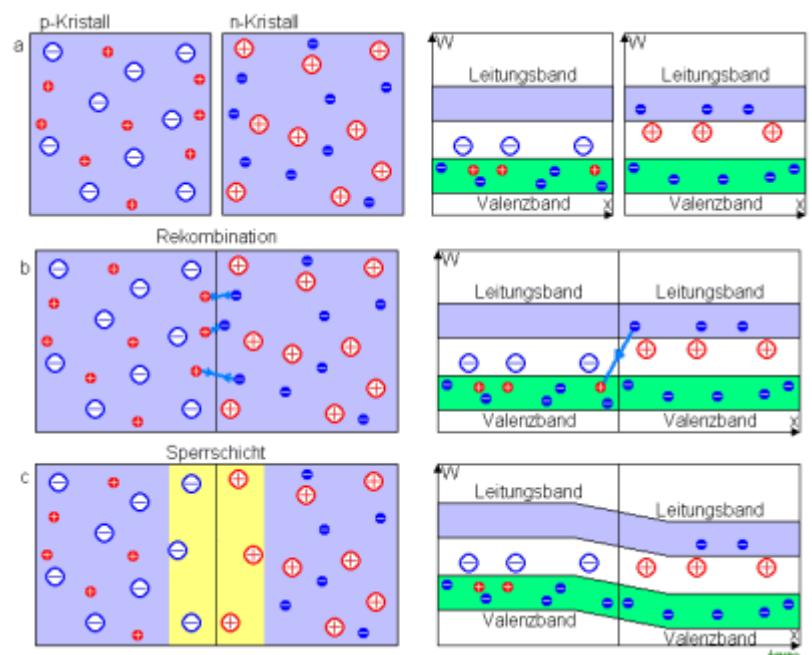 p-Kristall n-Kristall
a
W W
Leitungsband Leitungsband
Valenzband x Valenzband x
Rekombination
b
W
Leitungsband Leitungsband
Valenzband Valenzband x
Sperrschicht
c
W
Leitungsband Leitungsband
Valenzband Valenzband x